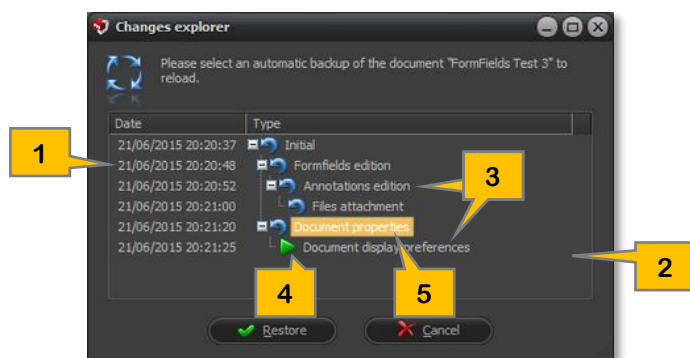 Changes explorer
Please select an automatic backup of the document "FormFields Test 3" to
reload.
Date Type
21/06/2015 20:20:37 Initial
21/06/2015 20:20:48 Formfields edition
21/06/2015 20:20:52 Annotations edition
21/06/2015 20:21:00 Files attachment
21/06/2015 20:21:20 Document properties
21/06/2015 20:21:25 Document display preferences
1
3
2
4
5
Restore Cancel